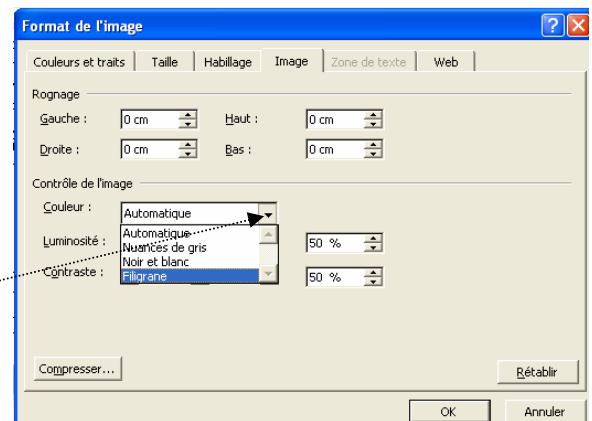 Format de l'image
Couleurs et traits Taille Habillage Image Zone de texte Web
Rognage
Gauche : 0 cm Haut : 0 cm
Droite : 0 cm Bas : 0 cm
Contrôle de l'image
Couleur : Automatique
Automatique
Luminosité : Nuances de gris 50 %
Noir et blanc
Contraste : Filigrane 50 %
Compresser... Rétablir
OK Annuler